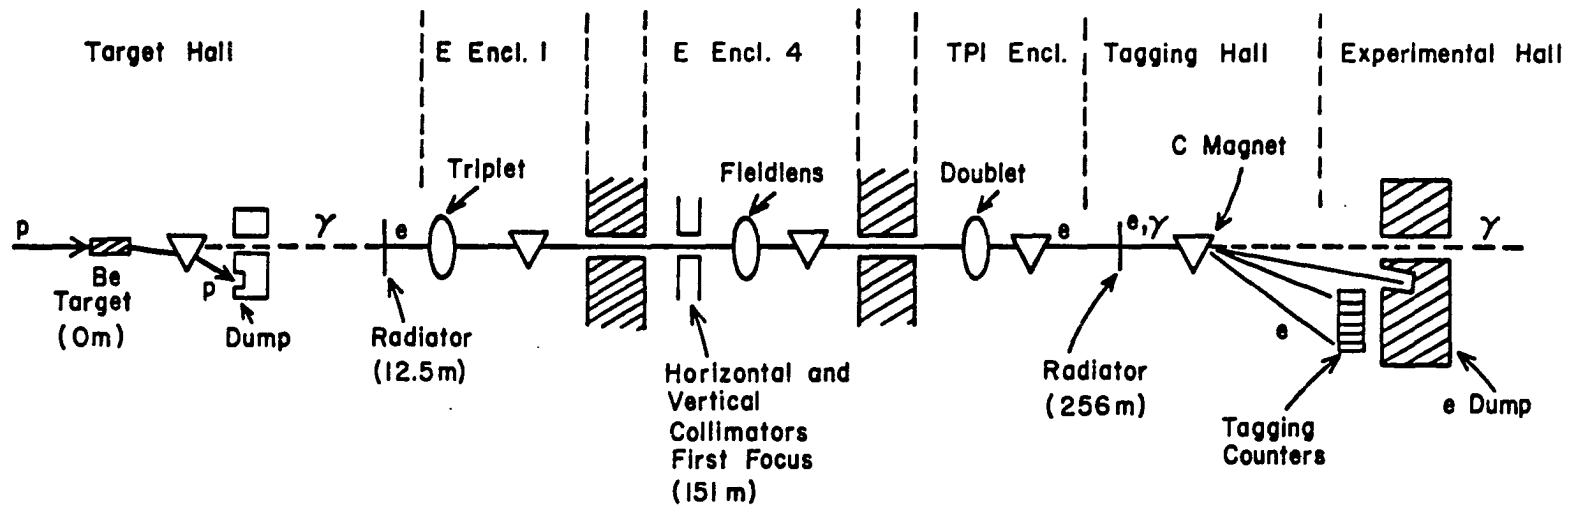 Target Hall
E Encl. 1
E Encl. 4
TPI Encl.
Tagging Hall
Experimental Hall
C Magnet
Triplet
Fieldlens
Doublet
p
γ
e
e
e,γ
γ
Be
Target
(0m)
p
Dump
Radiator
(12.5m)
Horizontal and
Vertical
Collimators
First Focus
(151 m)
Radiator
(256m)
e
Tagging
Counters
e Dump